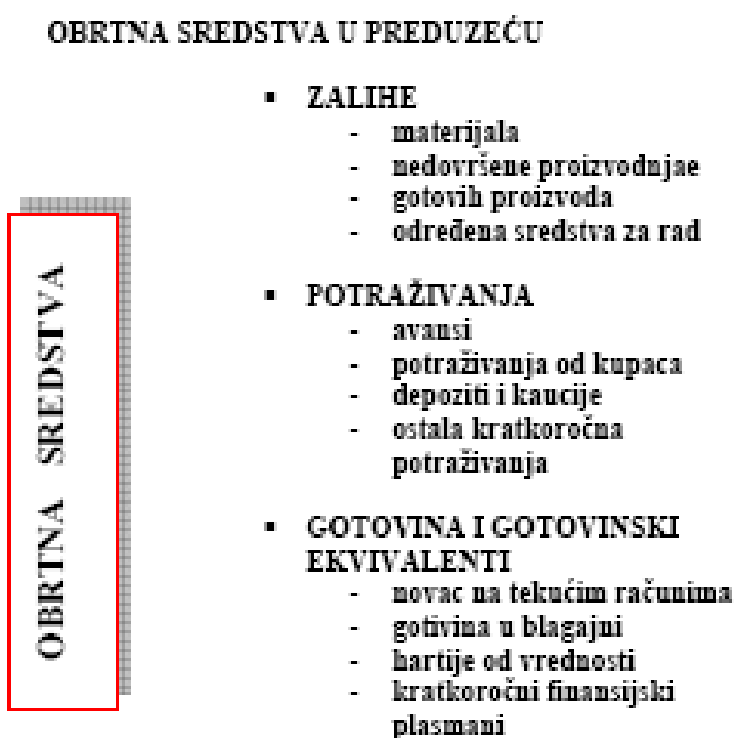 OBRTNA SREDSTVA U PREDUZEĆU
▪ ZALIHE
- materijala
- nedovršene proizvodnjae
- gotovih proizvoda
- određena sredstva za rad
OBRTNA SREDSTVA
▪ POTRAŽIVANJA
- avansi
- potraživanja od kupaca
- depoziti i kaucije
- ostala kratkoročna
potraživanja
▪ GOTOVINA I GOTOVINSKI
EKVIVALENTI
- novac na tekućim računima
- gotivina u blagajni
- hartije od vrednosti
- kratkoročni finansijski
plasmani